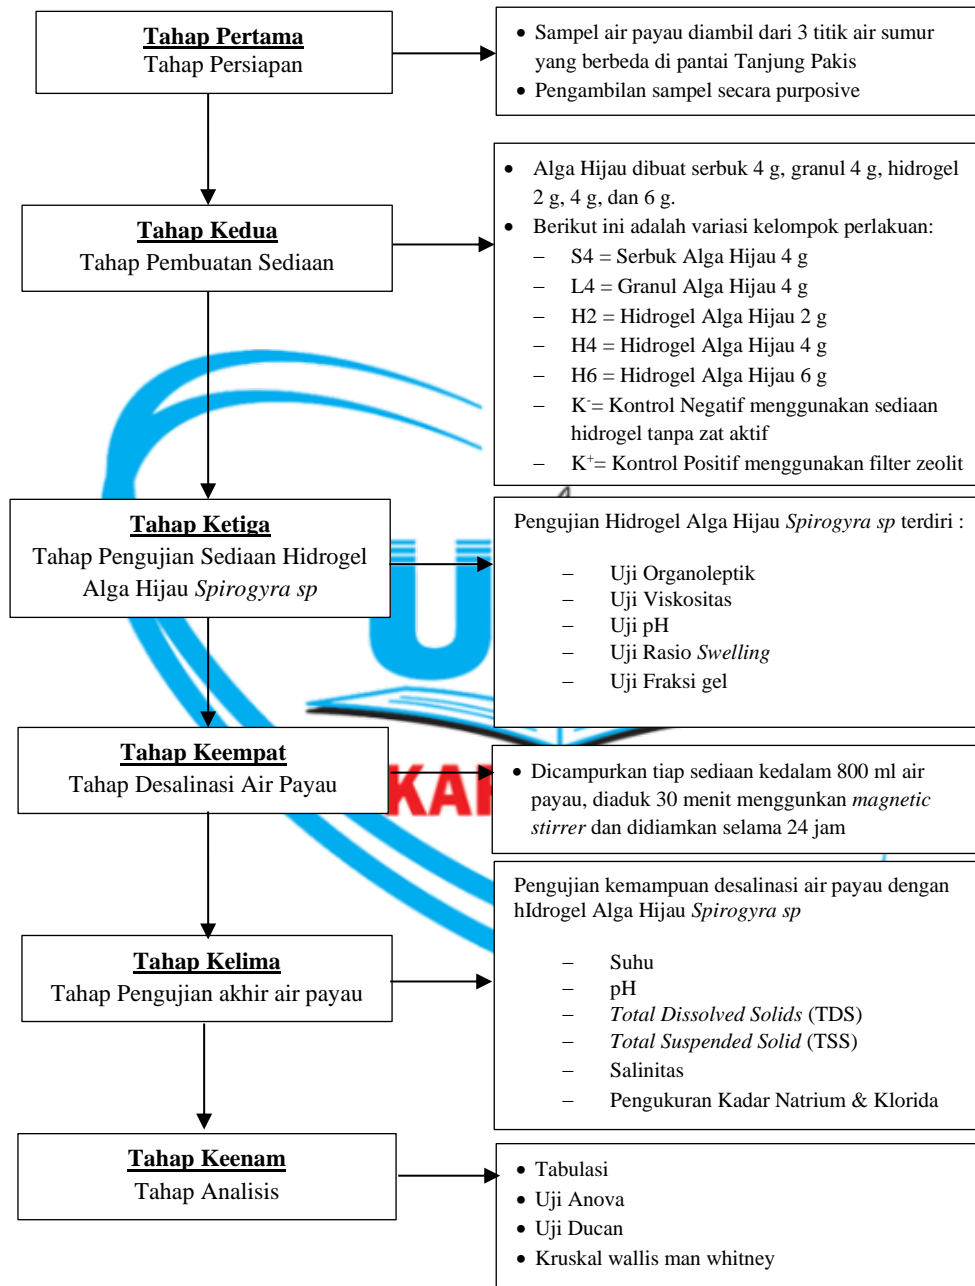 Tahap Pertama
Tahap Persiapan
• Sampel air payau diambil dari 3 titik air sumur
yang berbeda di pantai Tanjung Pakis
• Pengambilan sampel secara purposive
Tahap Kedua
Tahap Pembuatan Sediaan
• Alga Hijau dibuat serbuk 4 g, granul 4 g, hidrogel
2 g, 4 g, dan 6 g.
• Berikut ini adalah variasi kelompok perlakuan:
– S4 = Serbuk Alga Hijau 4 g
– L4 = Granul Alga Hijau 4 g
– H2 = Hidrogel Alga Hijau 2 g
– H4 = Hidrogel Alga Hijau 4 g
– H6 = Hidrogel Alga Hijau 6 g
– K⁻= Kontrol Negatif menggunakan sediaan
hidrogel tanpa zat aktif
– K⁺= Kontrol Positif menggunakan filter zeolit
Tahap Ketiga
Tahap Pengujian Sediaan Hidrogel
Alga Hijau Spirogyra sp
Pengujian Hidrogel Alga Hijau Spirogyra sp terdiri :
– Uji Organoleptik
– Uji Viskositas
– Uji pH
– Uji Rasio Swelling
– Uji Fraksi gel
U
Tahap Keempat
Tahap Desalinasi Air Payau
KA
• Dicampurkan tiap sediaan kedalam 800 ml air
payau, diaduk 30 menit menggunkan magnetic
stirrer dan didiamkan selama 24 jam
Tahap Kelima
Tahap Pengujian akhir air payau
Pengujian kemampuan desalinasi air payau dengan
hIdrogel Alga Hijau Spirogyra sp
– Suhu
– pH
– Total Dissolved Solids (TDS)
– Total Suspended Solid (TSS)
– Salinitas
– Pengukuran Kadar Natrium & Klorida
Tahap Keenam
Tahap Analisis
• Tabulasi
• Uji Anova
• Uji Ducan
• Kruskal wallis man whitney